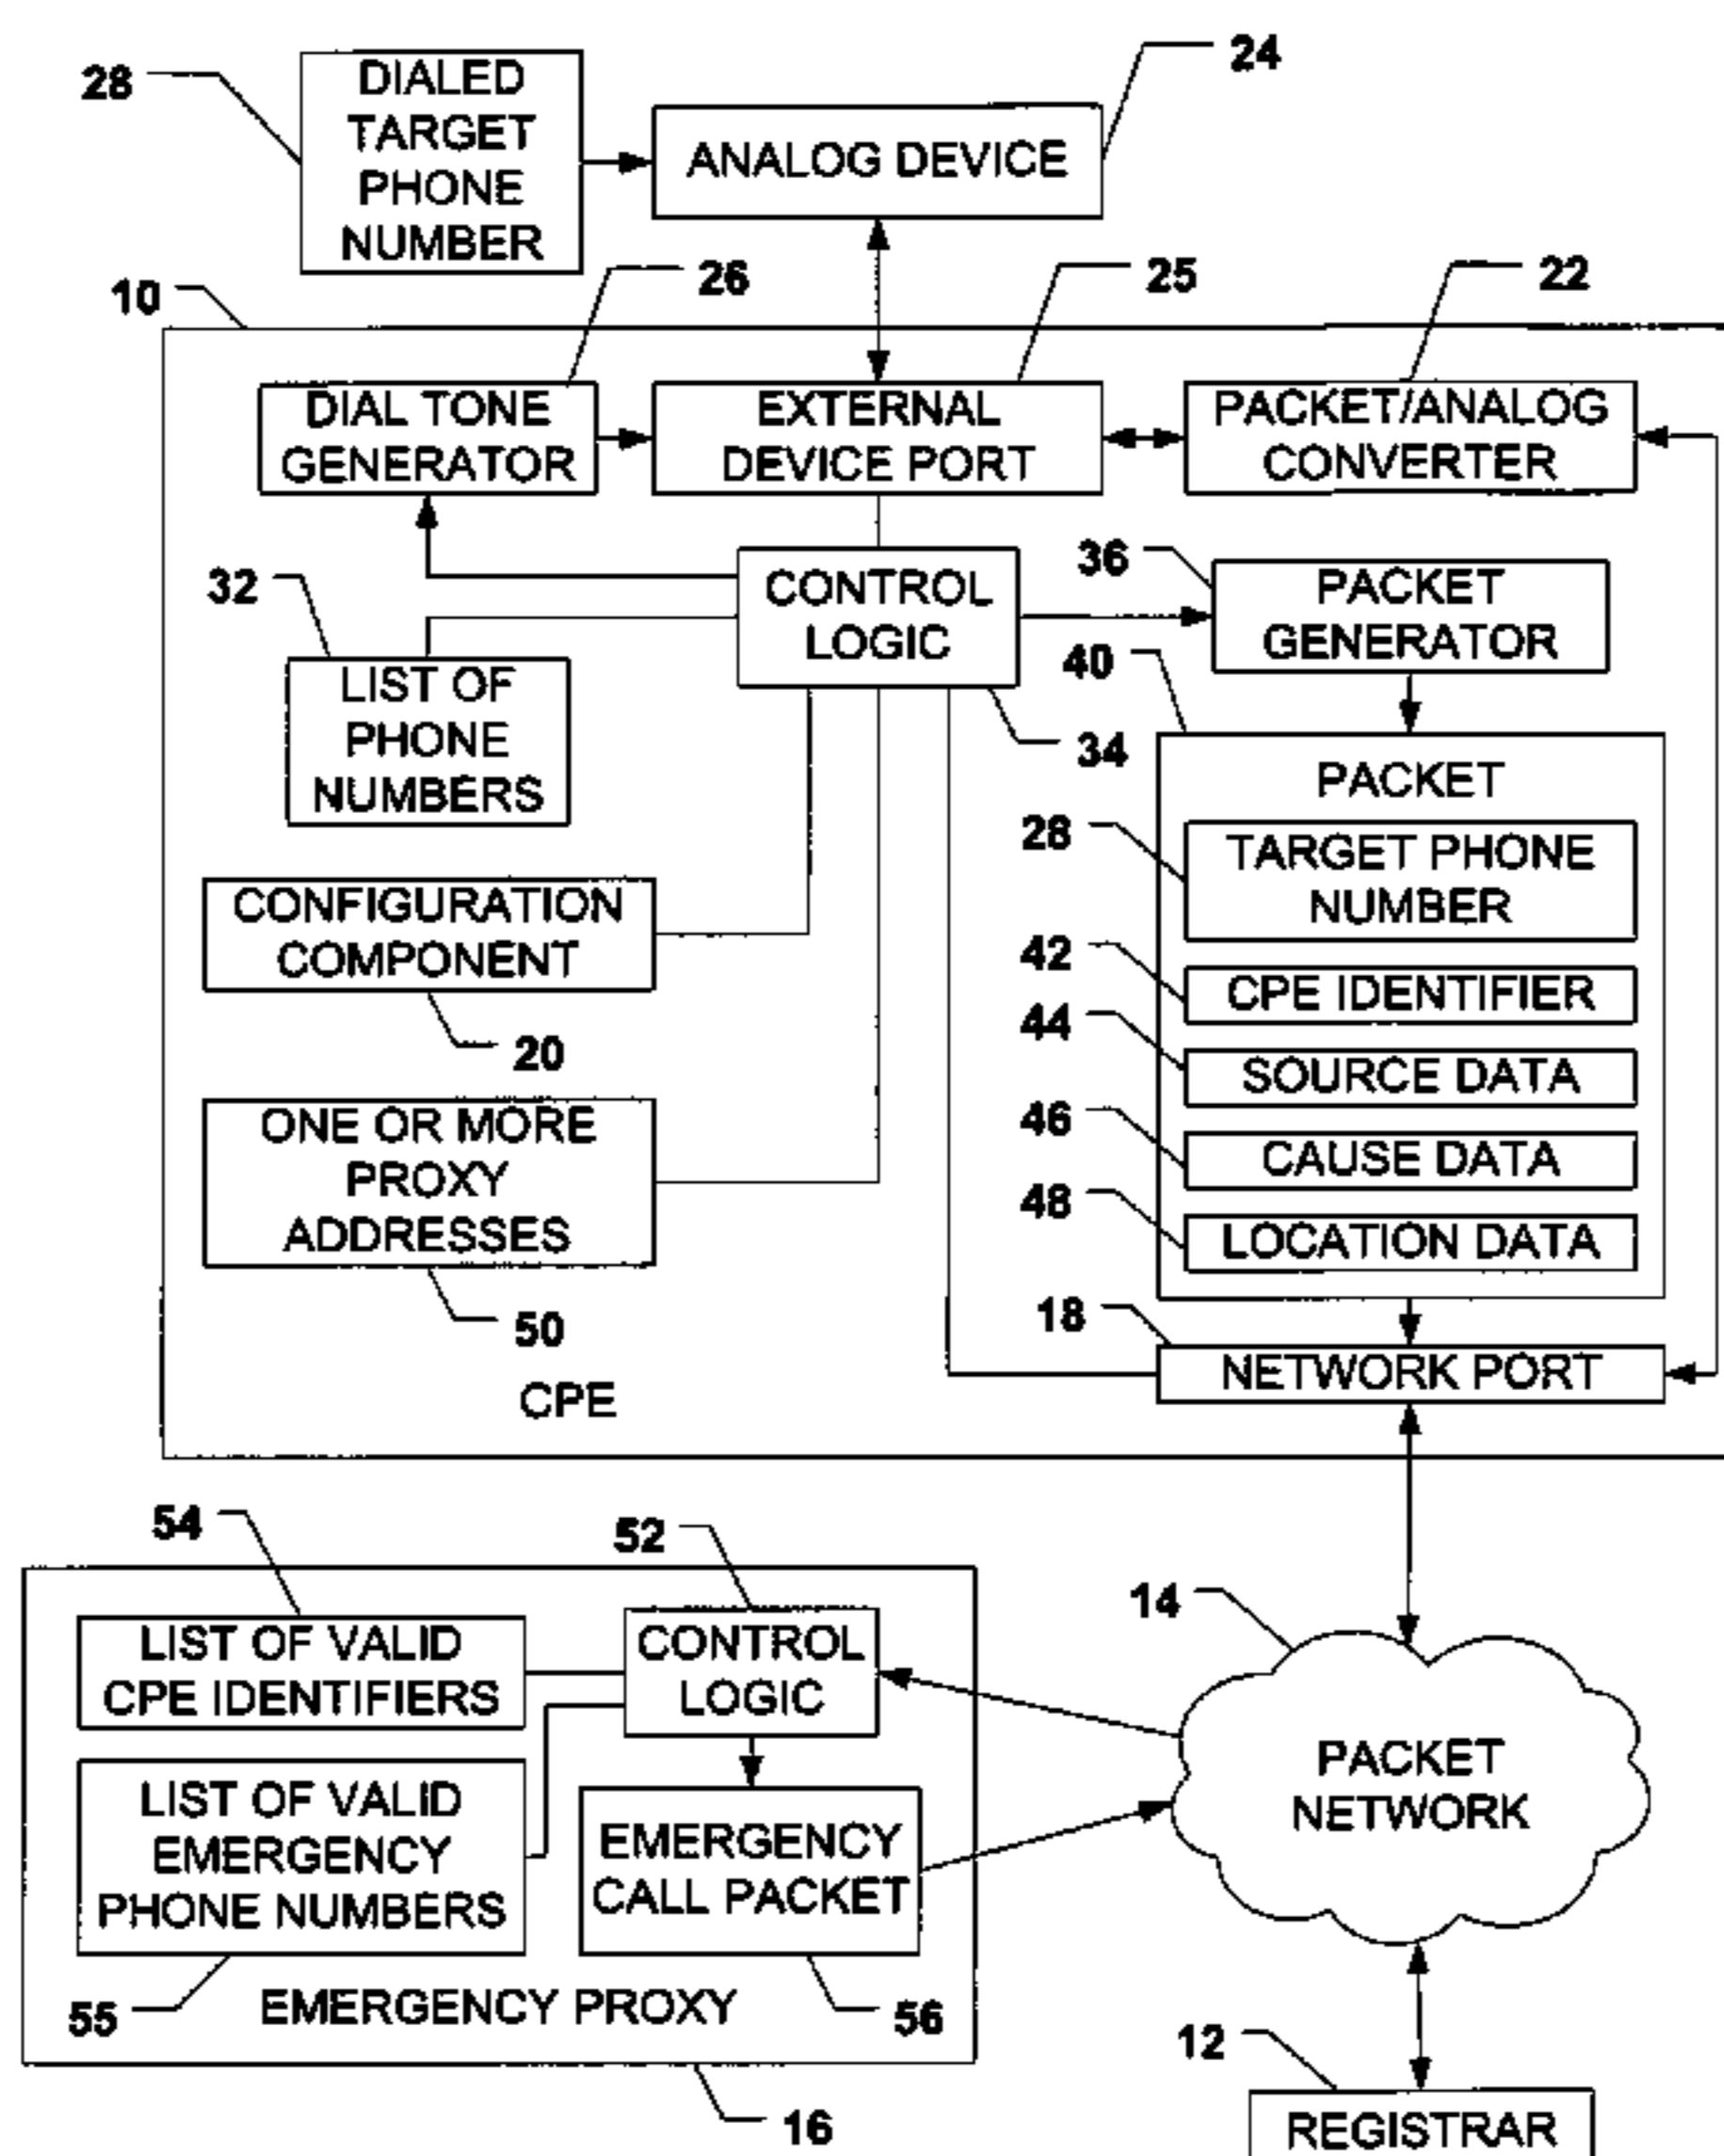 28
DIALED
TARGET
PHONE
NUMBER
ANALOG DEVICE
24
10
26
25
22
DIAL TONE
GENERATOR
EXTERNAL
DEVICE PORT
PACKET/ANALOG
CONVERTER
32
CONTROL
LOGIC
36
PACKET
GENERATOR
LIST OF
PHONE
NUMBERS
34
40
PACKET
28
TARGET PHONE
NUMBER
CONFIGURATION
COMPONENT
20
42
CPE IDENTIFIER
44
SOURCE DATA
46
CAUSE DATA
48
LOCATION DATA
ONE OR MORE
PROXY
ADDRESSES
50
18
NETWORK PORT
CPE
54
52
LIST OF VALID
CPE IDENTIFIERS
CONTROL
LOGIC
14
PACKET
NETWORK
LIST OF VALID
EMERGENCY
PHONE NUMBERS
EMERGENCY
CALL PACKET
55
EMERGENCY PROXY
56
16
12
REGISTRAR